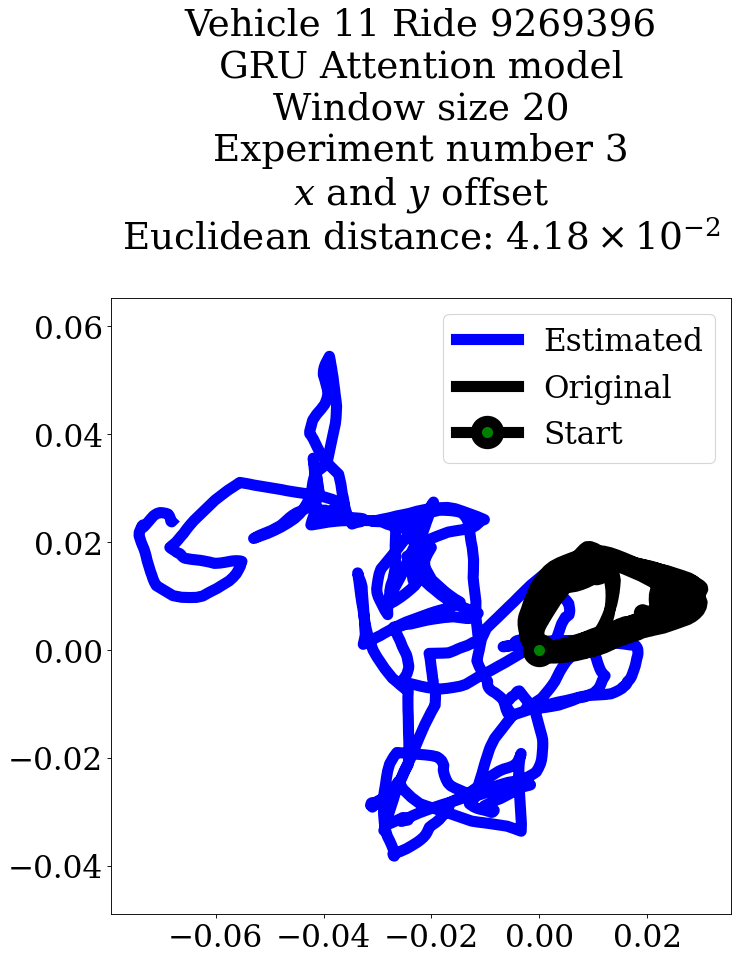 Vehicle 11 Ride 9269396
GRU Attention model
Window size 20
Experiment number 3
x and y offset
Euclidean distance: 4.18 × 10⁻²
Estimated
Original
Start
0.06
0.04
0.02
0.00
−0.02
−0.04
−0.06 −0.04 −0.02 0.00 0.02